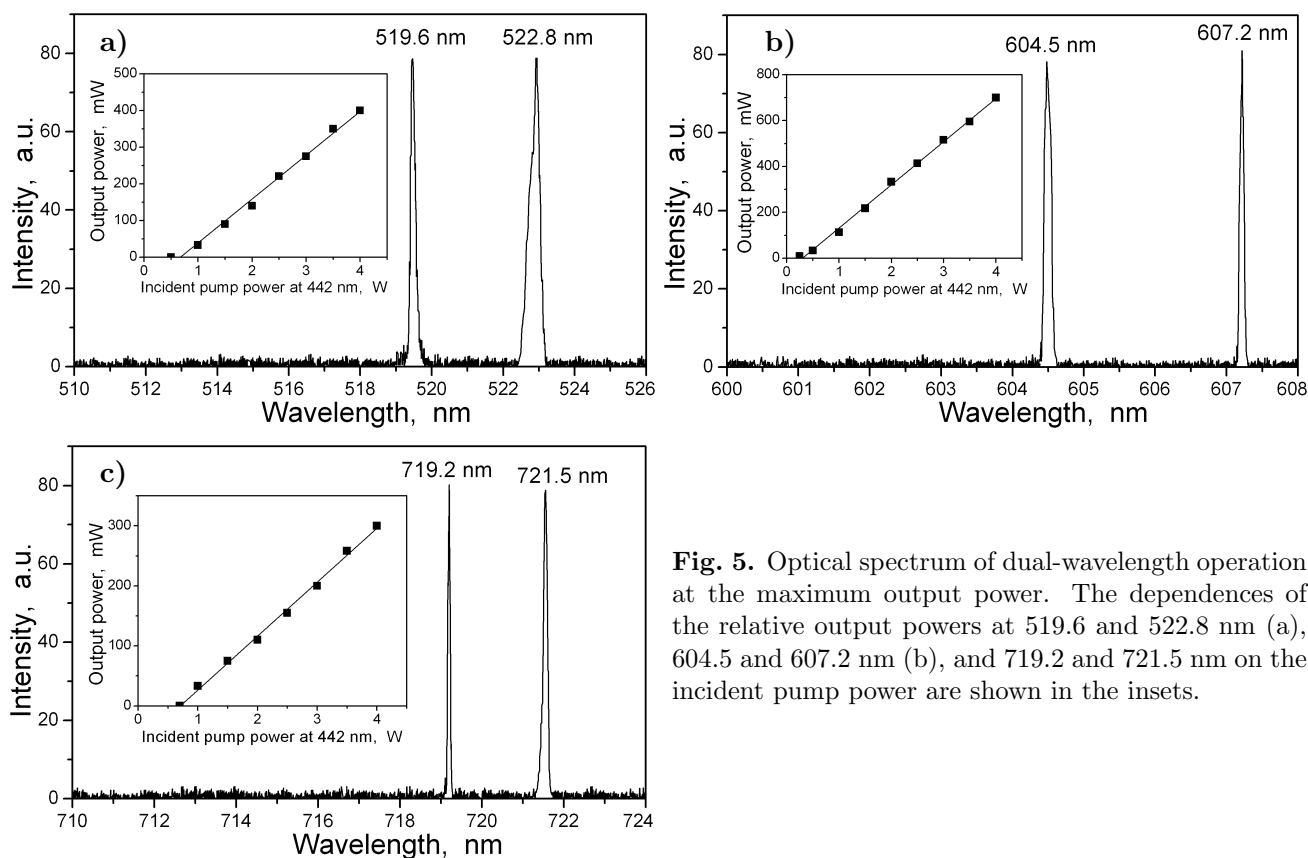 a)
519.6 nm
522.8 nm
Intensity, a.u.
80
60
40
20
0
510
512
514
516
518
520
522
524
526
Wavelength, nm
Output power, mW
500
400
300
200
100
0
0
1
2
3
4
Incident pump power at 442 nm, W
b)
604.5 nm
607.2 nm
Intensity, a.u.
80
60
40
20
0
600
601
602
603
604
605
606
607
608
Wavelength, nm
Output power, mW
800
600
400
200
0
0
1
2
3
4
Incident pump power at 442 nm, W
c)
719.2 nm
721.5 nm
Intensity, a.u.
80
60
40
20
0
710
712
714
716
718
720
722
724
Wavelength, nm
Output power, mW
300
200
100
0
0
1
2
3
4
Incident pump power at 442 nm, W
Fig. 5. Optical spectrum of dual-wavelength operation
at the maximum output power. The dependences of
the relative output powers at 519.6 and 522.8 nm (a),
604.5 and 607.2 nm (b), and 719.2 and 721.5 nm on the
incident pump power are shown in the insets.